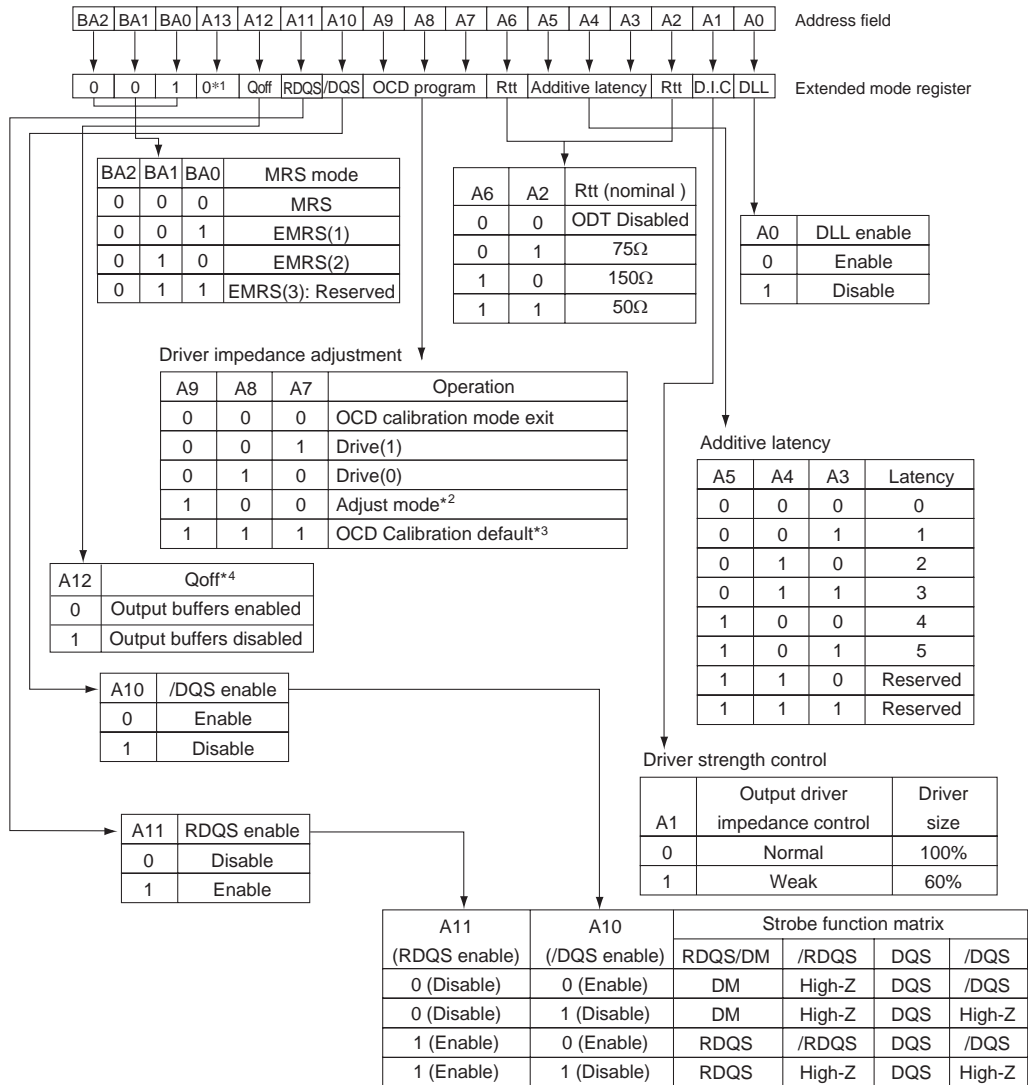 BA2 BA1 BA0 A13 A12 A11 A10 A9 A8 A7 A6 A5 A4 A3 A2 A1 A0 Address field
0 0 1 0*1 Qoff RDQS /DQS OCD program Rtt Additive latency Rtt D.I.C DLL Extended mode register
BA2 BA1 BA0 MRS mode
0 0 0 MRS
0 0 1 EMRS(1)
0 1 0 EMRS(2)
0 1 1 EMRS(3): Reserved
A6 A2 Rtt (nominal )
0 0 ODT Disabled
0 1 75Ω
1 0 150Ω
1 1 50Ω
A0 DLL enable
0 Enable
1 Disable
Driver impedance adjustment
A9 A8 A7 Operation
0 0 0 OCD calibration mode exit
0 0 1 Drive(1)
0 1 0 Drive(0)
1 0 0 Adjust mode*2
1 1 1 OCD Calibration default*3
Additive latency
A5 A4 A3 Latency
0 0 0 0
0 0 1 1
0 1 0 2
0 1 1 3
1 0 0 4
1 0 1 5
1 1 0 Reserved
1 1 1 Reserved
A12 Qoff*4
0 Output buffers enabled
1 Output buffers disabled
A10 /DQS enable
0 Enable
1 Disable
Driver strength control
Output driver Driver
A1 impedance control size
0 Normal 100%
1 Weak 60%
A11 RDQS enable
0 Disable
1 Enable
A11 A10 Strobe function matrix
(RDQS enable) (/DQS enable) RDQS/DM /RDQS DQS /DQS
0 (Disable) 0 (Enable) DM High-Z DQS /DQS
0 (Disable) 1 (Disable) DM High-Z DQS High-Z
1 (Enable) 0 (Enable) RDQS /RDQS DQS /DQS
1 (Enable) 1 (Disable) RDQS High-Z DQS High-Z